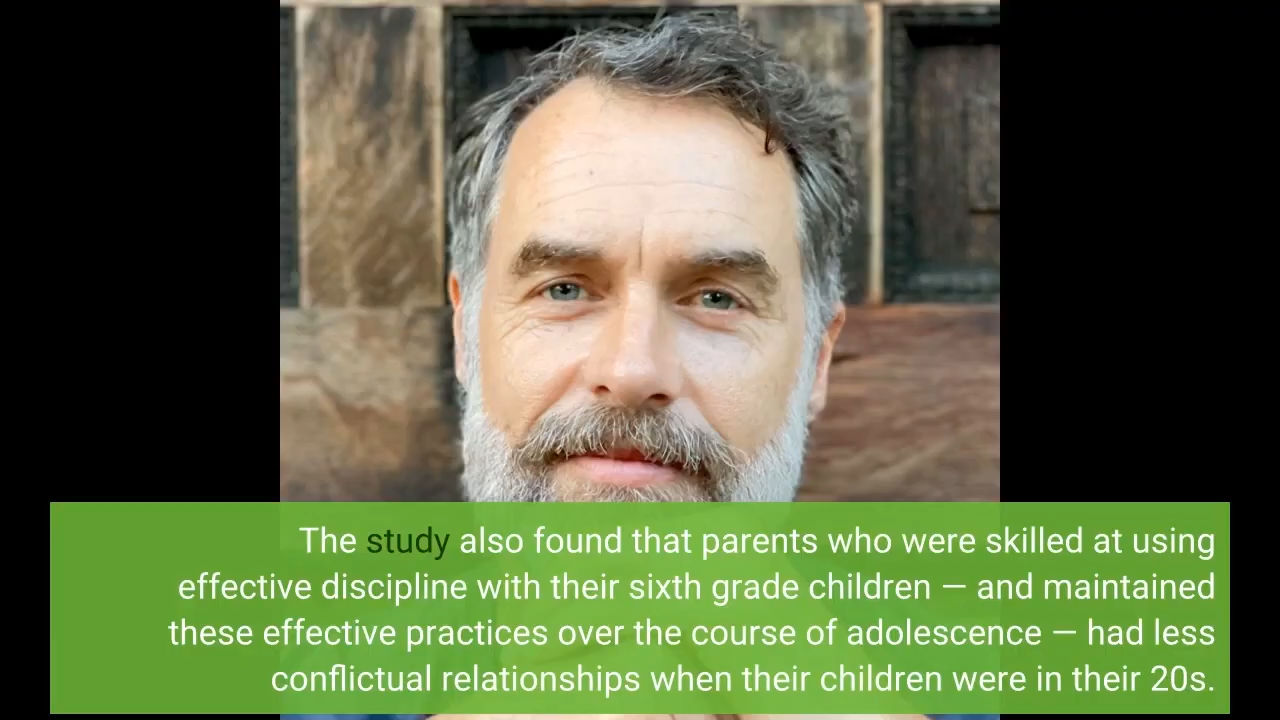 The study also found that parents who were skilled at using
effective discipline with their sixth grade children — and maintained
these effective practices over the course of adolescence — had less
conflictual relationships when their children were in their 20s.